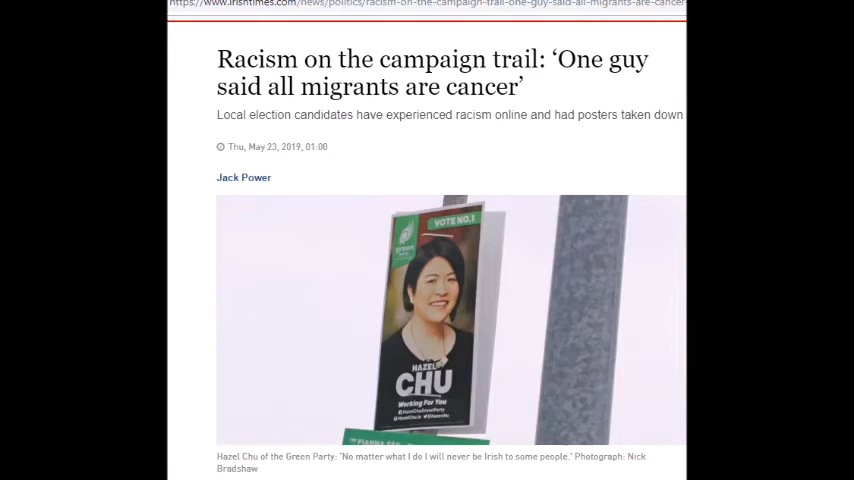 https://www.irishtimes.com/news/politics/racism-on-the-campaign-trail-one-guy-said-all-migrants-are-cancer-
Racism on the campaign trail: ‘One guy
said all migrants are cancer’
Local election candidates have experienced racism online and had posters taken down
Thu, May 23, 2019, 01:00
Jack Power
VOTE NO.1
green
HAZEL
CHU
Working For You
Hazel Chu of the Green Party: 'No matter what I do I will never be Irish to some people.' Photograph: Nick
Bradshaw